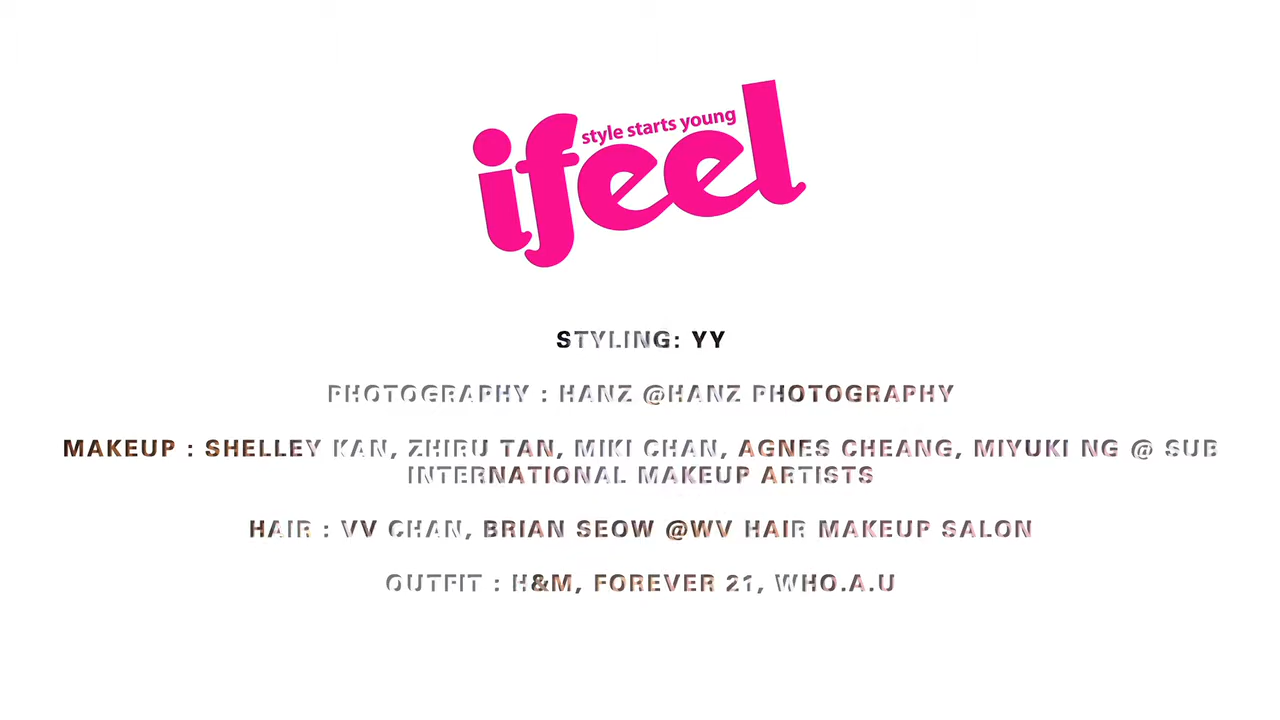 ifeel
style starts young
STYLING: YY
PHOTOGRAPHY : HANZ @HANZ PHOTOGRAPHY
MAKEUP : SHELLEY KAN, ZHIRU TAN, MIKI CHAN, AGNES CHEANG, MIYUKI NG @ SUB
INTERNATIONAL MAKEUP ARTISTS
HAIR : VV CHAN, BRIAN SEOW @WV HAIR MAKEUP SALON
OUTFIT : H&M, FOREVER 21, WHO.A.U